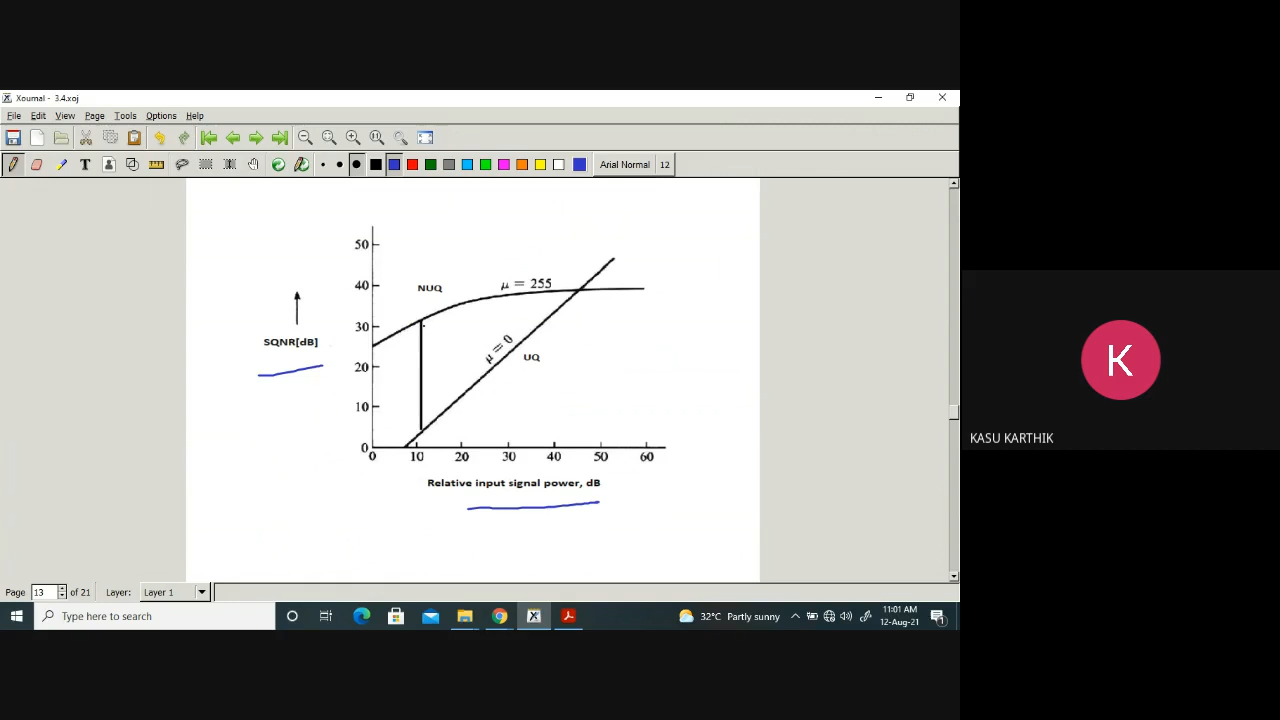 Xournal - 3.4.xoj
File Edit View Page Tools Options Help
Arial Normal 12
50
40
30
20
10
0
NUQ
μ = 255
μ = 0
UQ
SQNR[dB]
0 10 20 30 40 50 60
Relative input signal power, dB
KASU KARTHIK
K
Page 13 of 21 Layer: Layer 1
Type here to search
32°C Partly sunny
11:01 AM
12-Aug-21
1